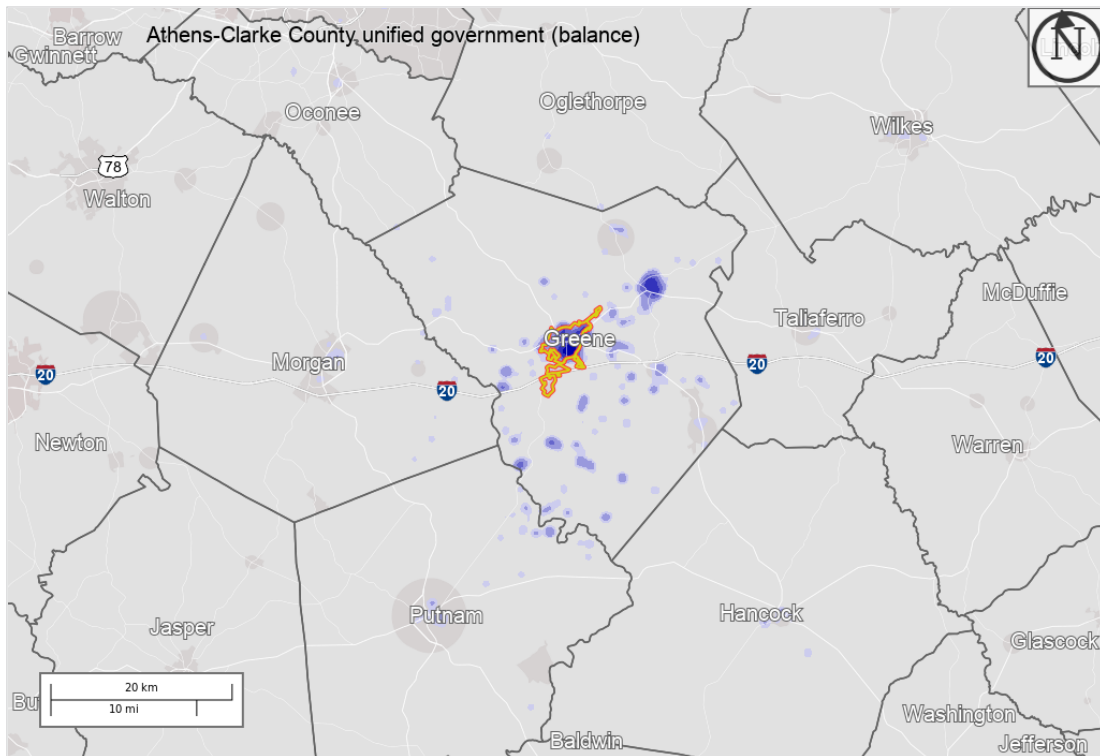 Athens-Clarke County unified government (balance)
Barrow
Gwinnett
N
Oconee
Oglethorpe
Wilkes
78
Walton
McDuffie
Taliaferro
Greene
Morgan
20
20
20
20
Newton
Warren
Putnam
Hancock
Jasper
Glascock
20 km
10 mi
Washington
Baldwin
Jefferson